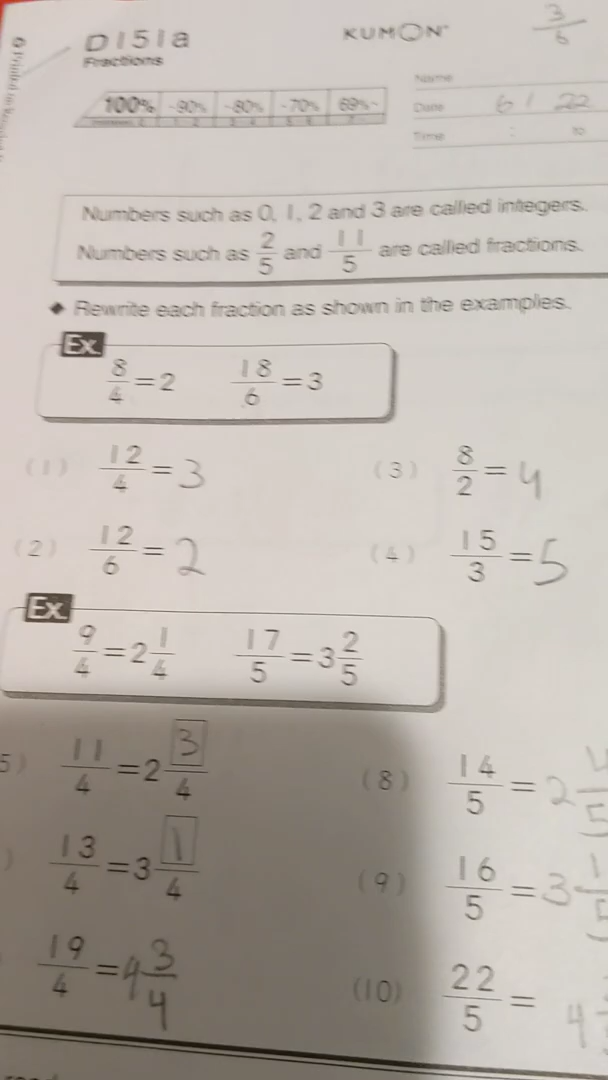 D151a KUMON 3/6
Fractions
100% ~90% ~80% ~70% 69%~
Name
Date 6 / 22
Time : to
Numbers such as 0, 1, 2 and 3 are called integers.
Numbers such as 2/5 and 11/5 are called fractions.
◆ Rewrite each fraction as shown in the examples.
Ex.
8/4 = 2 18/6 = 3
(1) 12/4 = 3 (3) 8/2 = 4
(2) 12/6 = 2 (4) 15/3 = 5
Ex.
9/4 = 2 1/4 17/5 = 3 2/5
5) 11/4 = 2 3/4 (8) 14/5 = 2 4/5
) 13/4 = 3 1/4 (9) 16/5 = 3 1/5
19/4 = 4 3/4 (10) 22/5 = 4